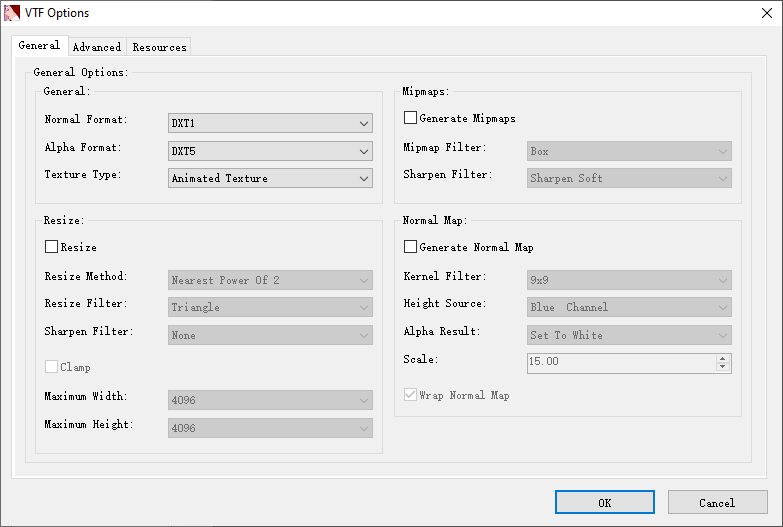 VTF Options
General Advanced Resources
General Options:
General:
Normal Format: DXT1
Alpha Format: DXT5
Texture Type: Animated Texture
Resize:
Resize
Resize Method: Nearest Power Of 2
Resize Filter: Triangle
Sharpen Filter: None
Clamp
Maximum Width: 4096
Maximum Height: 4096
Mipmaps:
Generate Mipmaps
Mipmap Filter: Box
Sharpen Filter: Sharpen Soft
Normal Map:
Generate Normal Map
Kernel Filter: 9x9
Height Source: Blue  Channel
Alpha Result: Set To White
Scale: 15.00
Wrap Normal Map
OK Cancel